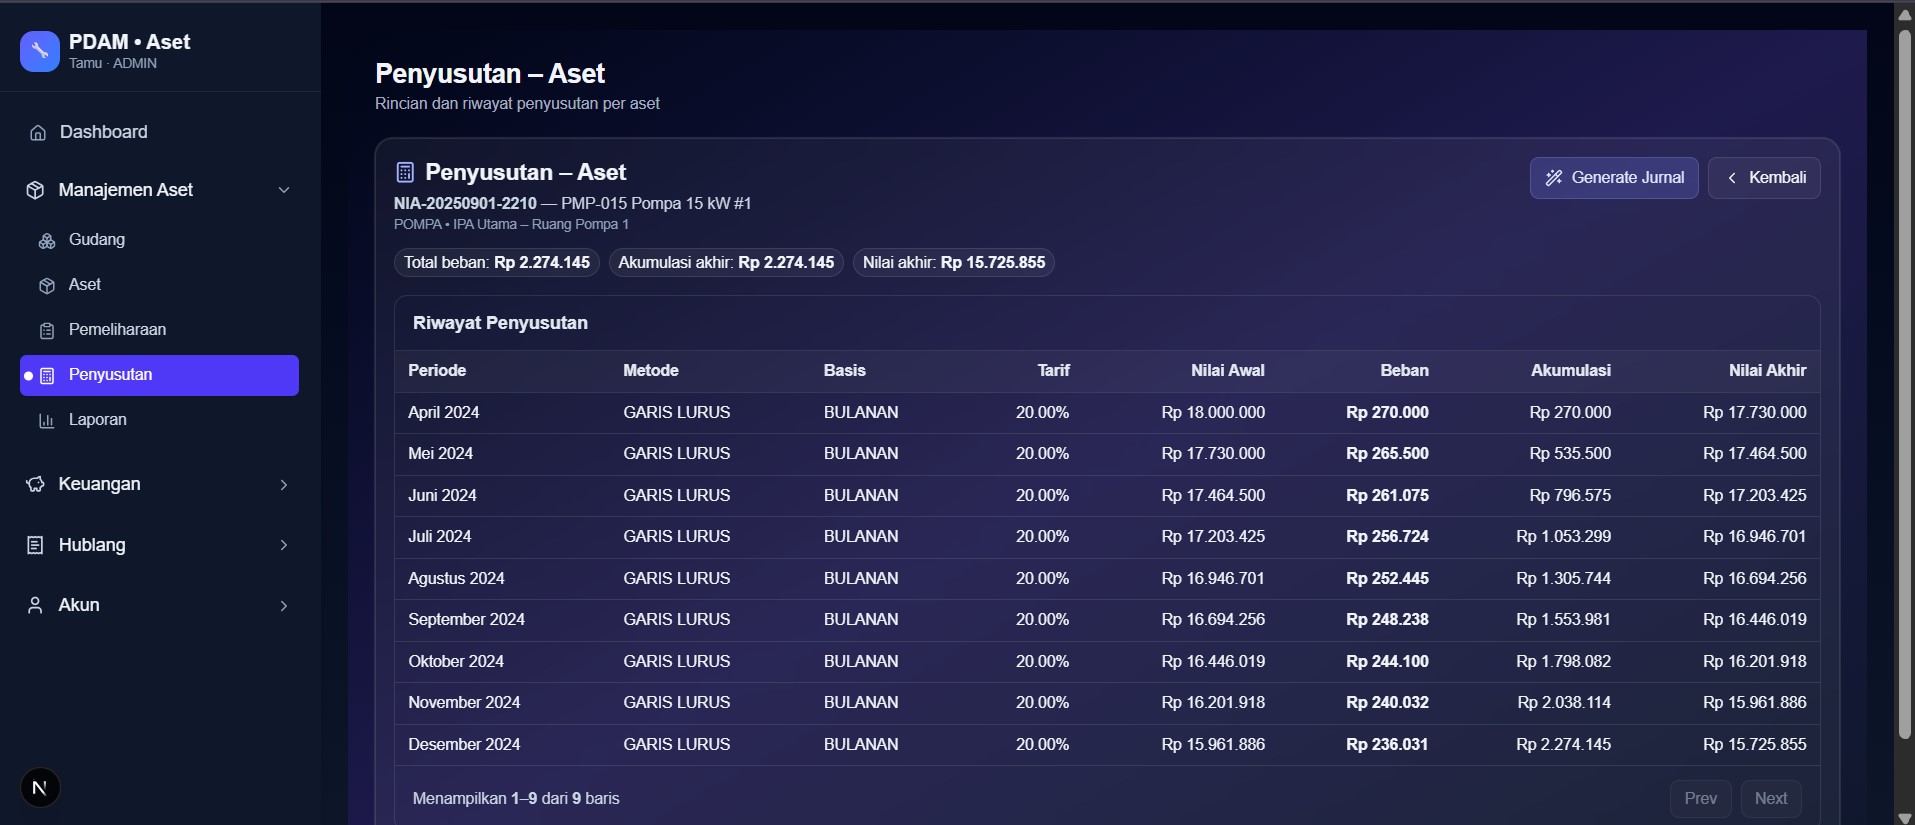 PDAM • Aset
Tamu · ADMIN
Dashboard
Manajemen Aset
Gudang
Aset
Pemeliharaan
Penyusutan
Laporan
Keuangan
Hublang
Akun
N
Penyusutan – Aset
Rincian dan riwayat penyusutan per aset
Penyusutan – Aset
Generate Jurnal
Kembali
NIA-20250901-2210 — PMP-015 Pompa 15 kW #1
POMPA • IPA Utama – Ruang Pompa 1
Total beban: Rp 2.274.145 Akumulasi akhir: Rp 2.274.145 Nilai akhir: Rp 15.725.855
Riwayat Penyusutan
Periode Metode Basis Tarif Nilai Awal Beban Akumulasi Nilai Akhir
April 2024 GARIS LURUS BULANAN 20.00% Rp 18.000.000 Rp 270.000 Rp 270.000 Rp 17.730.000
Mei 2024 GARIS LURUS BULANAN 20.00% Rp 17.730.000 Rp 265.500 Rp 535.500 Rp 17.464.500
Juni 2024 GARIS LURUS BULANAN 20.00% Rp 17.464.500 Rp 261.075 Rp 796.575 Rp 17.203.425
Juli 2024 GARIS LURUS BULANAN 20.00% Rp 17.203.425 Rp 256.724 Rp 1.053.299 Rp 16.946.701
Agustus 2024 GARIS LURUS BULANAN 20.00% Rp 16.946.701 Rp 252.445 Rp 1.305.744 Rp 16.694.256
September 2024 GARIS LURUS BULANAN 20.00% Rp 16.694.256 Rp 248.238 Rp 1.553.981 Rp 16.446.019
Oktober 2024 GARIS LURUS BULANAN 20.00% Rp 16.446.019 Rp 244.100 Rp 1.798.082 Rp 16.201.918
November 2024 GARIS LURUS BULANAN 20.00% Rp 16.201.918 Rp 240.032 Rp 2.038.114 Rp 15.961.886
Desember 2024 GARIS LURUS BULANAN 20.00% Rp 15.961.886 Rp 236.031 Rp 2.274.145 Rp 15.725.855
Menampilkan 1–9 dari 9 baris
Prev Next